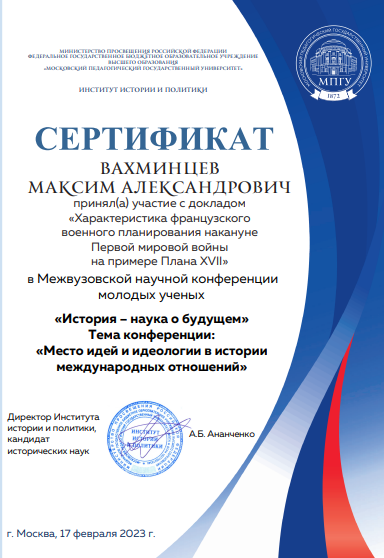 МИНИСТЕРСТВО ПРОСВЕЩЕНИЯ РОССИЙСКОЙ ФЕДЕРАЦИИ
ФЕДЕРАЛЬНОЕ ГОСУДАРСТВЕННОЕ БЮДЖЕТНОЕ ОБРАЗОВАТЕЛЬНОЕ УЧРЕЖДЕНИЕ
ВЫСШЕГО ОБРАЗОВАНИЯ
«МОСКОВСКИЙ ПЕДАГОГИЧЕСКИЙ ГОСУДАРСТВЕННЫЙ УНИВЕРСИТЕТ»
ИНСТИТУТ ИСТОРИИ И ПОЛИТИКИ
МПГУ
1872
СЕРТИФИКАТ
ВАХМИНЦЕВ
МАКСИМ АЛЕКСАНДРОВИЧ
принял(а) участие с докладом
«Характеристика французского
военного планирования накануне
Первой мировой войны
на примере Плана XVII»
в Межвузовской научной конференции
молодых ученых
«История – наука о будущем»
Тема конференции:
«Место идей и идеологии в истории
международных отношений»
Директор Института
истории и политики,
кандидат
исторических наук
ИНСТИТУТ
ИСТОРИИ
И ПОЛИТИКИ
А.Б. Ананченко
г. Москва, 17 февраля 2023 г.